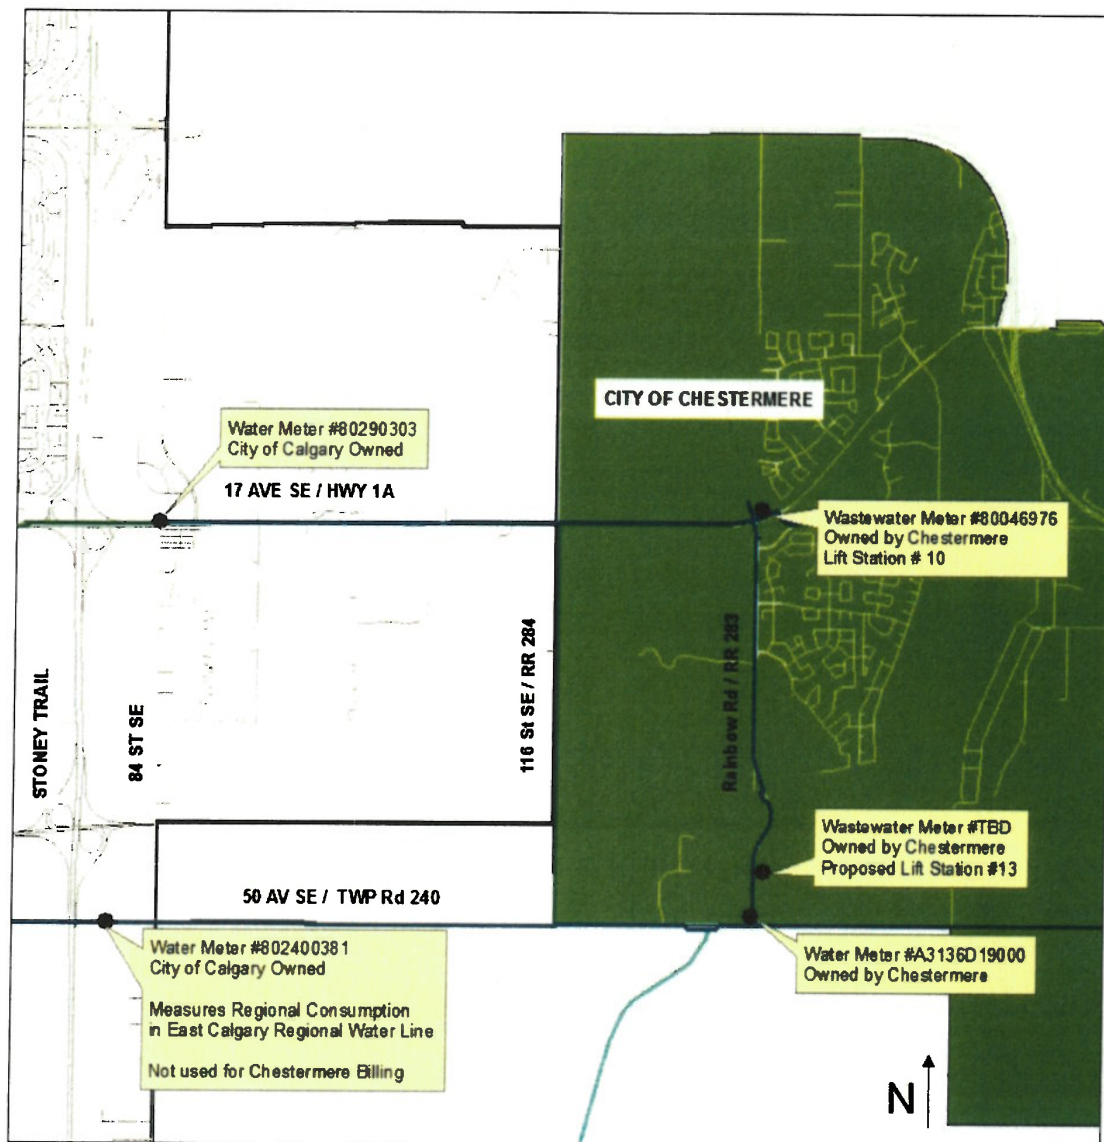 CITY OF CHESTERMERE
Water Meter #80290303
City of Calgary Owned
17 AVE SE / HWY 1A
Wastewater Meter #80046976
Owned by Chestermere
Lift Station # 10
STONEY TRAIL
84 ST SE
116 St SE / RR 284
Rainbow Rd / RR 283
Wastewater Meter #TBD
Owned by Chestermere
Proposed Lift Station #13
50 AV SE / TWP Rd 240
Water Meter #802400381
City of Calgary Owned
Measures Regional Consumption
in East Calgary Regional Water Line
Not used for Chestermere Billing
Water Meter #A3136D19000
Owned by Chestermere
N